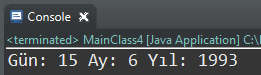 Console
<terminated> MainClass4 [Java Application] C:\
Gün: 15 Ay: 6 Yıl: 1993